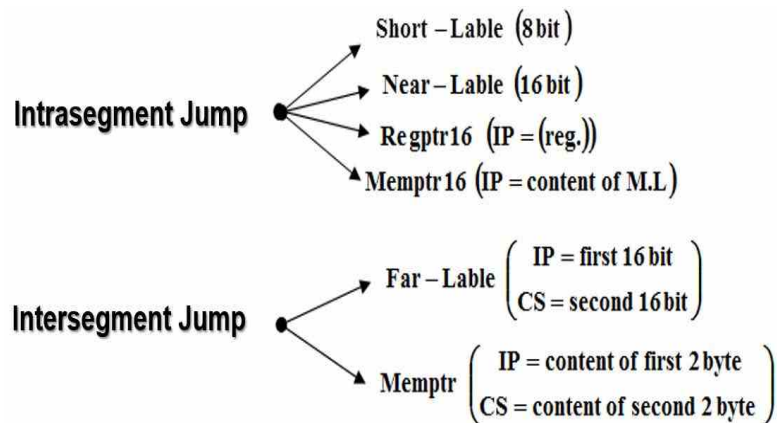 Short – Lable (8 bit)
Near – Lable (16 bit)
Intrasegment Jump
Regptr16 (IP = (reg.))
Memptr16 (IP = content of M.L)
IP = first 16 bit
Far – Lable
CS = second 16 bit
Intersegment Jump
IP = content of first 2 byte
Memptr
CS = content of second 2 byte